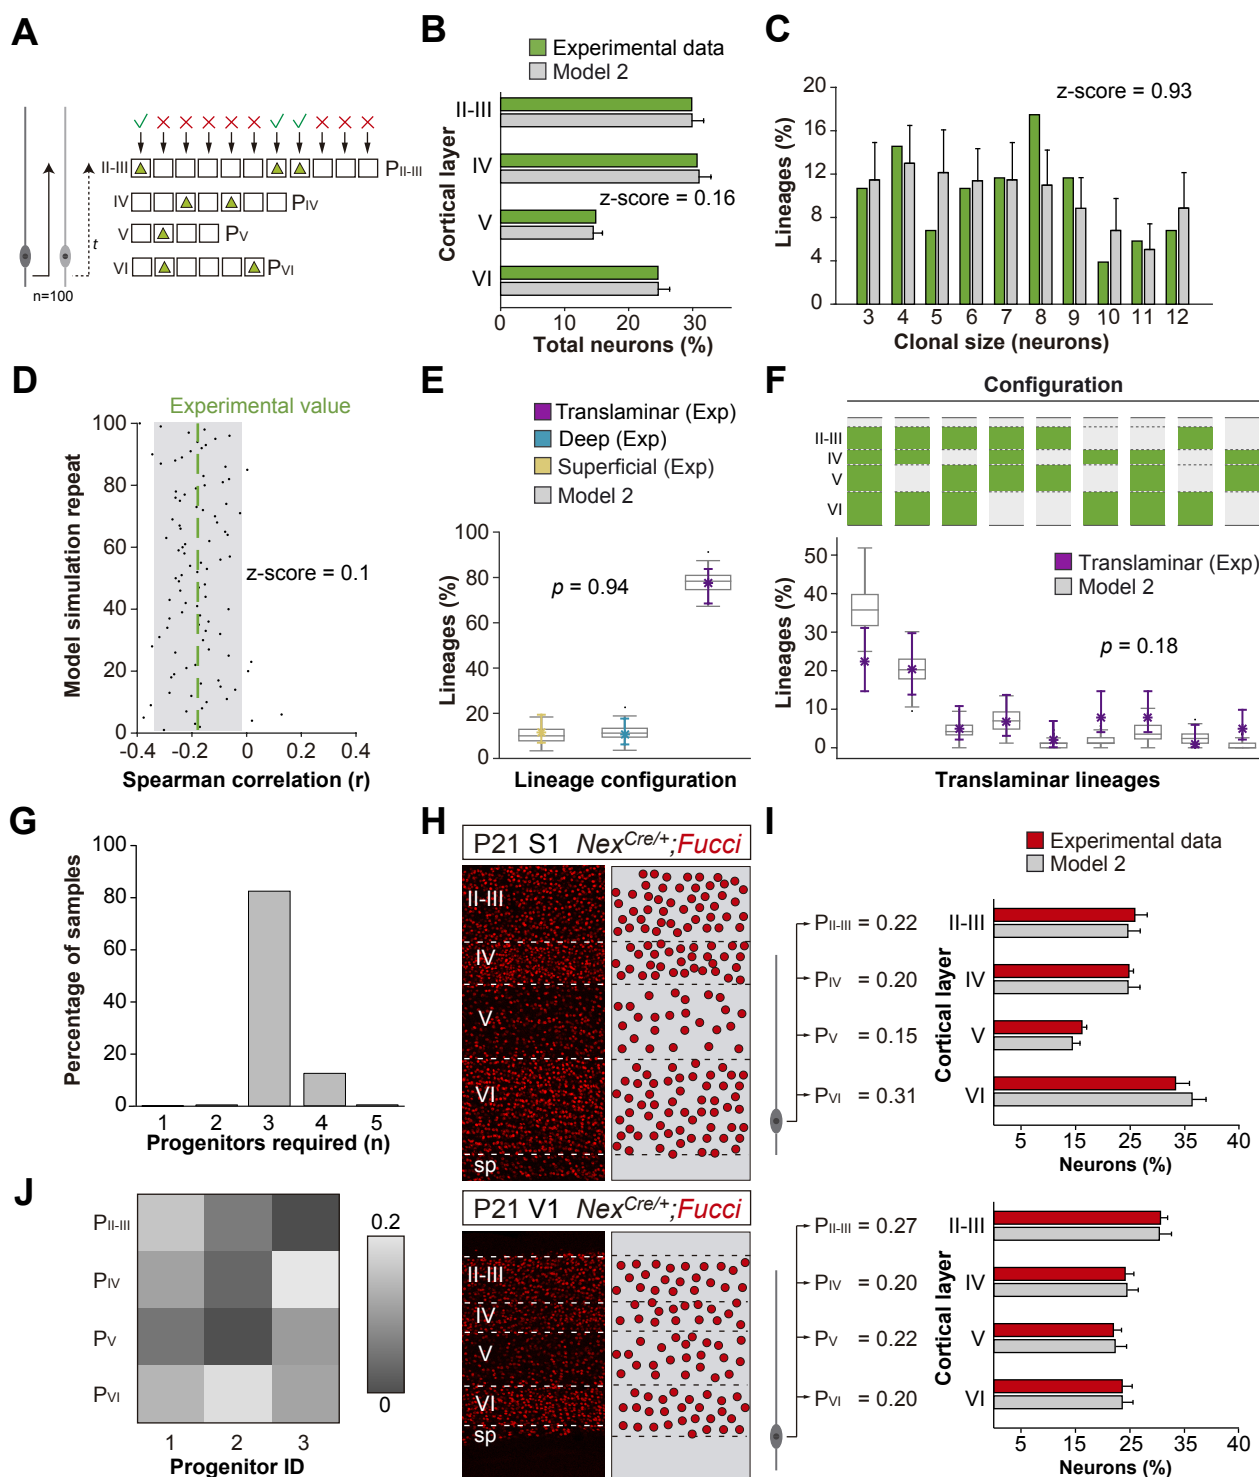 A
II-III
PII-III
IV
PIV
V
PV
VI
PVI
t
n=100
B
Experimental data
Model 2
Cortical layer
II-III
IV
V
VI
z-score = 0.16
0 10 20 30
Total neurons (%)
C
z-score = 0.93
Lineages (%)
20
16
12
8
4
0
3 4 5 6 7 8 9 10 11 12
Clonal size (neurons)
D
Experimental value
Model simulation repeat
100
80
60
40
20
0
z-score = 0.1
-0.4 -0.2 0 0.2 0.4
Spearman correlation (r)
E
Translaminar (Exp)
Deep (Exp)
Superficial (Exp)
Model 2
Lineages (%)
100
80
60
40
20
0
p = 0.94
Lineage configuration
F
Configuration
II-III
IV
V
VI
Translaminar (Exp)
Model 2
Lineages (%)
50
40
30
20
10
0
p = 0.18
Translaminar lineages
G
Percentage of samples
100
80
60
40
20
0
1 2 3 4 5
Progenitors required (n)
H
P21 S1 NexCre/+;Fucci
II-III
IV
V
VI
sp
PII-III = 0.22
PIV = 0.20
PV = 0.15
PVI = 0.31
P21 V1 NexCre/+;Fucci
II-III
IV
V
VI
sp
PII-III = 0.27
PIV = 0.20
PV = 0.22
PVI = 0.20
I
Experimental data
Model 2
Cortical layer
II-III
IV
V
VI
5 15 25 35 40
Neurons (%)
Cortical layer
II-III
IV
V
VI
5 15 25 35 40
Neurons (%)
J
PII-III
PIV
PV
PVI
0.2
0
1 2 3
Progenitor ID